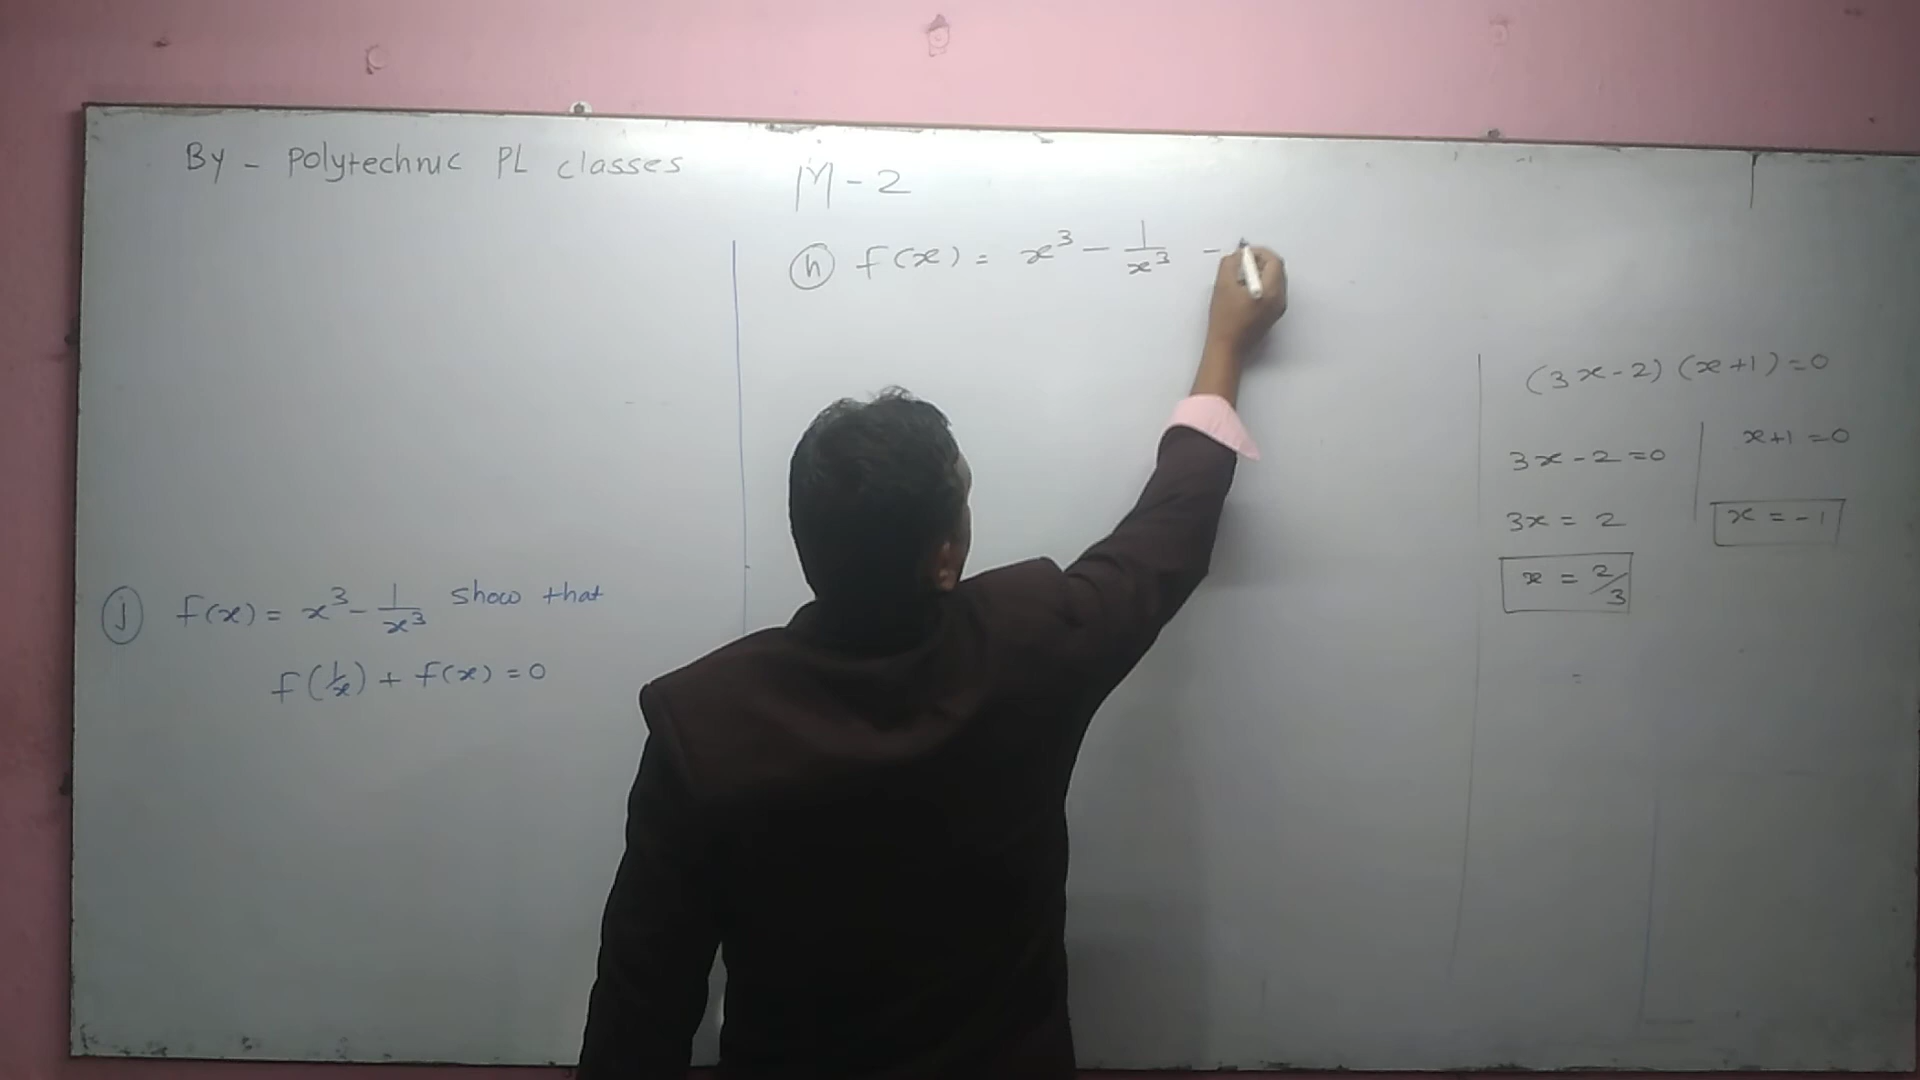 By - Polytechnic PL classes
M-2
(h) f(x) = x³ - 1/x³ -
(j) f(x) = x³ - 1/x³ show that
f(1/x) + f(x) = 0
(3x-2) (x+1) = 0
3x-2 = 0
x+1 = 0
3x = 2
x = -1
x = 2/3